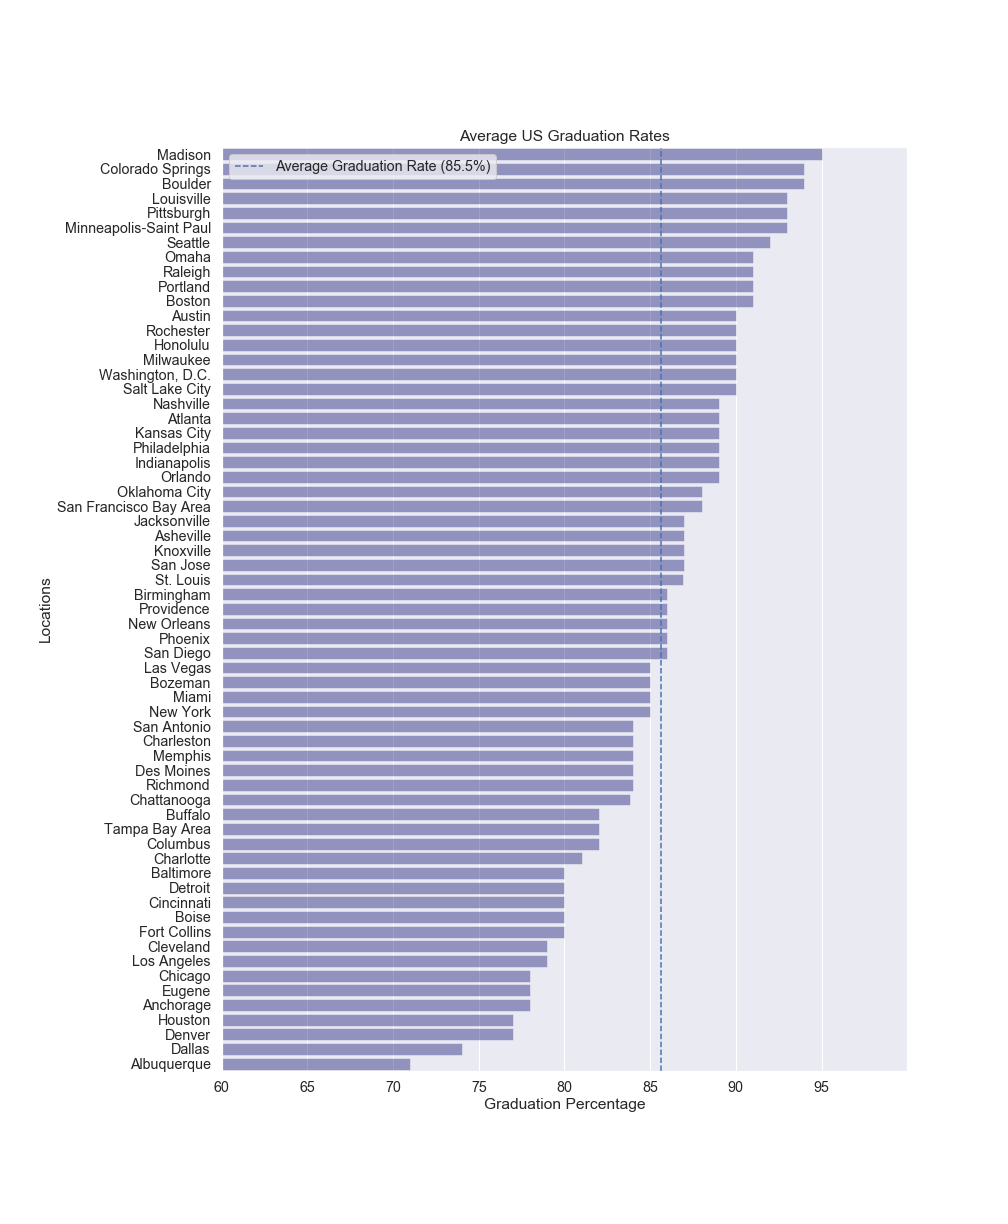 Average US Graduation Rates
Average Graduation Rate (85.5%)
Madison
Colorado Springs
Boulder
Louisville
Pittsburgh
Minneapolis-Saint Paul
Seattle
Omaha
Raleigh
Portland
Boston
Austin
Rochester
Honolulu
Milwaukee
Washington, D.C.
Salt Lake City
Nashville
Atlanta
Kansas City
Philadelphia
Indianapolis
Orlando
Oklahoma City
San Francisco Bay Area
Jacksonville
Asheville
Knoxville
San Jose
St. Louis
Birmingham
Providence
New Orleans
Phoenix
San Diego
Las Vegas
Bozeman
Miami
New York
San Antonio
Charleston
Memphis
Des Moines
Richmond
Chattanooga
Buffalo
Tampa Bay Area
Columbus
Charlotte
Baltimore
Detroit
Cincinnati
Boise
Fort Collins
Cleveland
Los Angeles
Chicago
Eugene
Anchorage
Houston
Denver
Dallas
Albuquerque
Locations
60 65 70 75 80 85 90 95
Graduation Percentage